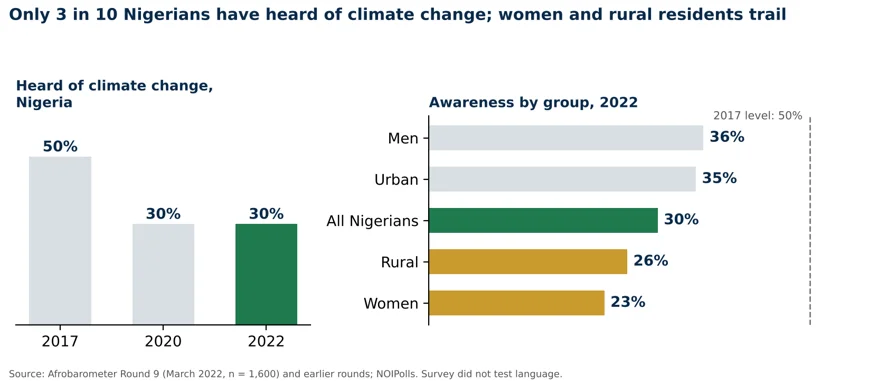 Only 3 in 10 Nigerians have heard of climate change; women and rural residents trail
Heard of climate change,
Nigeria
50%
30%
30%
2017
2020
2022
Awareness by group, 2022
2017 level: 50%
Men
36%
Urban
35%
All Nigerians
30%
Rural
26%
Women
23%
Source: Afrobarometer Round 9 (March 2022, n = 1,600) and earlier rounds; NOIPolls. Survey did not test language.